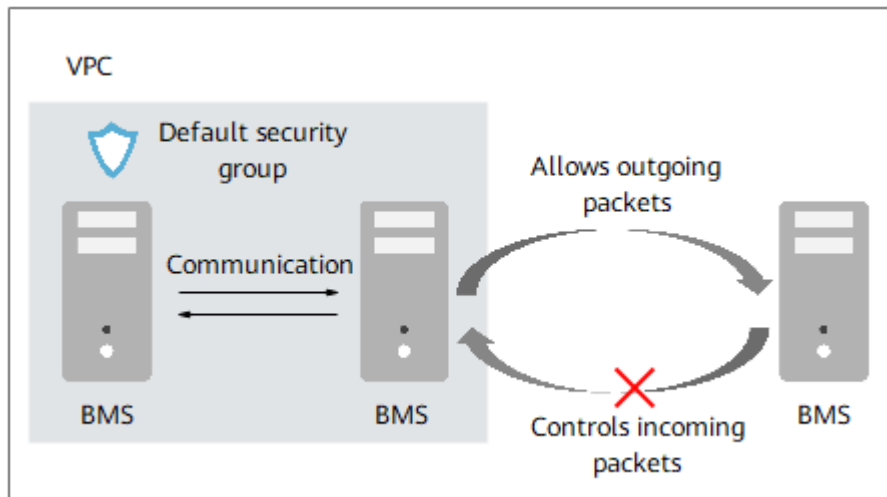 VPC
Default security
group
Allows outgoing
packets
Communication
BMS
BMS
BMS
Controls incoming
packets